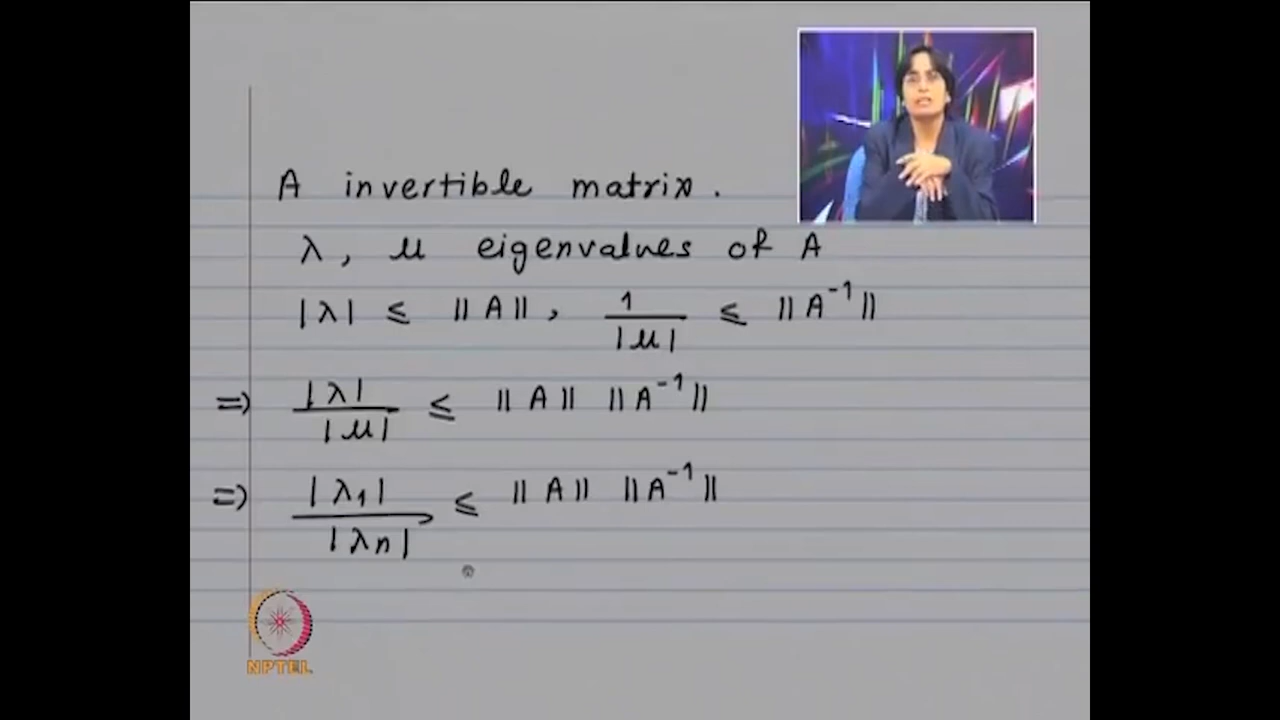 A invertible matrix.
λ, μ eigenvalues of A
|λ| ≤ ||A||, 1/|μ| ≤ ||A⁻¹||
⇒ |λ|/|μ| ≤ ||A|| ||A⁻¹||
⇒ |λ₁|/|λn| ≤ ||A|| ||A⁻¹||
NPTEL